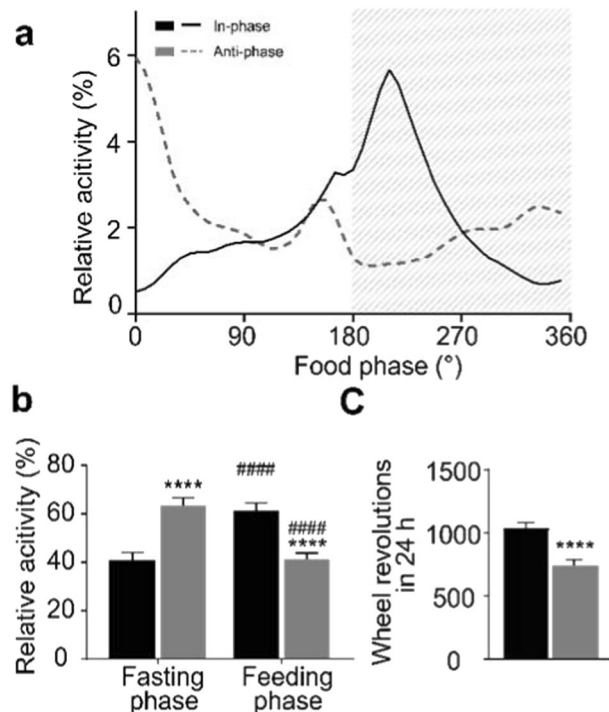 a
In-phase
Anti-phase
Relative acitivity (%)
6
4
2
0
0 90 180 270 360
Food phase (°)
b
Relative acitivity (%)
80
60
40
20
0
****
####
####
****
Fasting phase
Feeding phase
C
Wheel revolutions
in 24 h
1500
1000
500
0
****